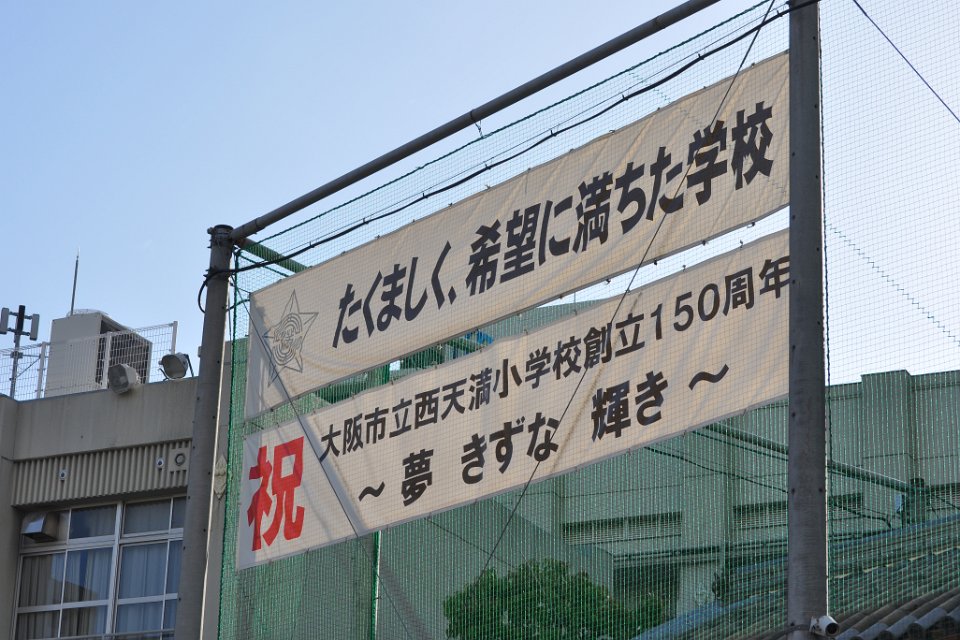 たくましく、希望に満ちた学校
祝
大阪市立西天満小学校創立150周年
～夢 きずな 輝き～